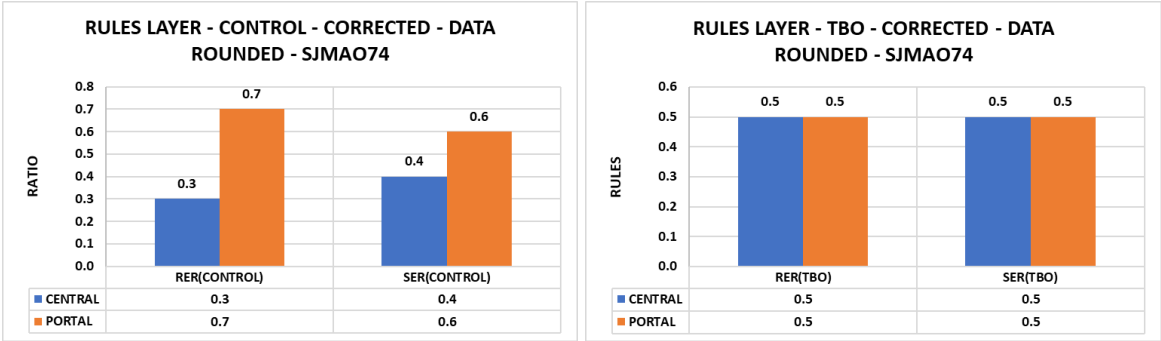 RULES LAYER - CONTROL - CORRECTED - DATA
ROUNDED - SJMAO74
RATIO
0.8
0.7
0.6
0.5
0.4
0.3
0.2
0.1
0.0
0.3
0.7
0.4
0.6
RER(CONTROL) SER(CONTROL)
CENTRAL 0.3 0.4
PORTAL 0.7 0.6
RULES LAYER - TBO - CORRECTED - DATA
ROUNDED - SJMAO74
RULES
0.6
0.5
0.4
0.3
0.2
0.1
0.0
0.5 0.5 0.5 0.5
RER(TBO) SER(TBO)
CENTRAL 0.5 0.5
PORTAL 0.5 0.5